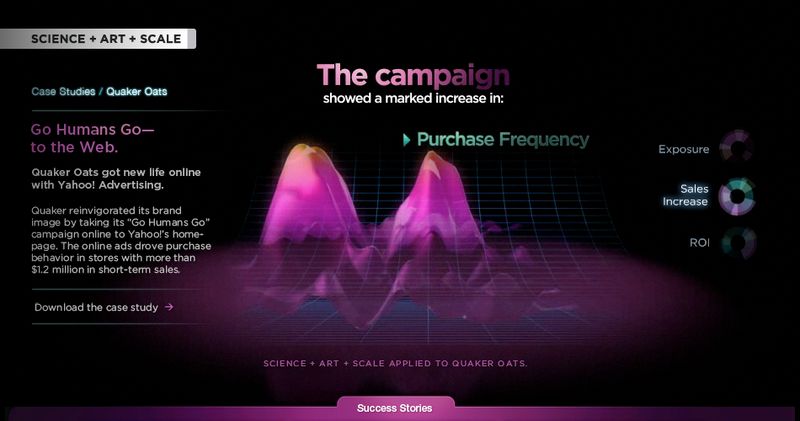 SCIENCE + ART + SCALE
Case Studies / Quaker Oats
Go Humans Go—
to the Web.
Quaker Oats got new life online
with Yahoo! Advertising.
Quaker reinvigorated its brand
image by taking its "Go Humans Go"
campaign online to Yahoo!'s home-
page. The online ads drove purchase
behavior in stores with more than
$1.2 million in short-term sales.
Download the case study →
The campaign
showed a marked increase in:
Purchase Frequency
Exposure
Sales
Increase
ROI
SCIENCE + ART + SCALE APPLIED TO QUAKER OATS.
Success Stories